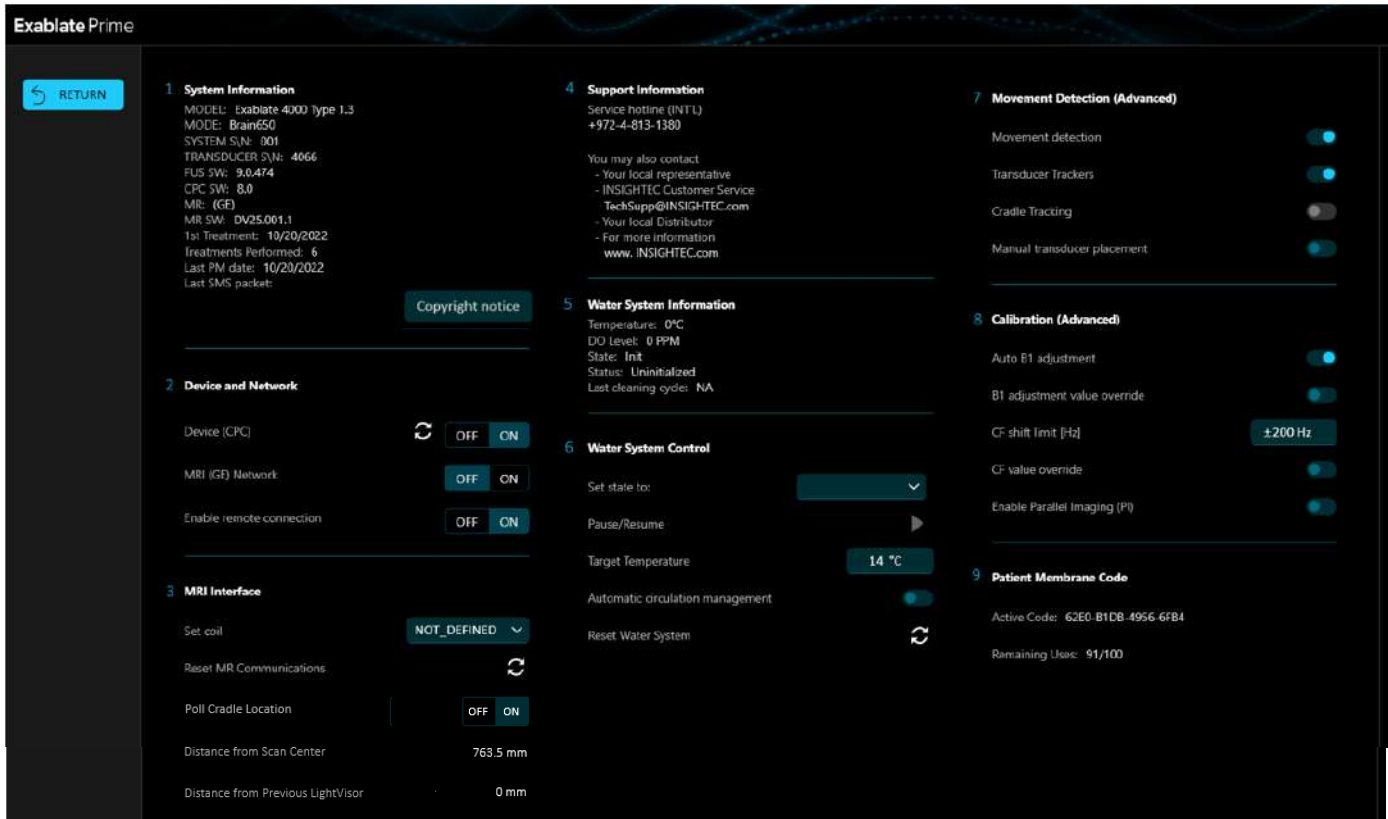 Exablate Prime
RETURN
1 System Information
MODEL: Exablate 4000 Type 1.3
MODE: Brain650
SYSTEM S\N: 001
TRANSDUCER S\N: 4066
FUS SW: 9.0.474
CPC SW: 8.0
MR: (GE)
MR SW: DV25.001.1
1st Treatment: 10/20/2022
Treatments Performed: 6
Last PM date: 10/20/2022
Last SMS packet:
Copyright notice
2 Device and Network
Device (CPC) OFF ON
MRI (GE) Network OFF ON
Enable remote connection OFF ON
3 MRI Interface
Set coil NOT_DEFINED
Reset MR Communications
Poll Cradle Location OFF ON
Distance from Scan Center 763.5 mm
Distance from Previous LightVisor 0 mm
4 Support Information
Service hotline (INT'L)
+972-4-813-1380
You may also contact
- Your local representative
- INSIGHTEC Customer Service
TechSupp@INSIGHTEC.com
- Your local Distributor
- For more information
www. INSIGHTEC.com
5 Water System Information
Temperature: 0°C
DO Level: 0 PPM
State: Init
Status: Uninitialized
Last cleaning cycle: NA
6 Water System Control
Set state to:
Pause/Resume
Target Temperature 14 °C
Automatic circulation management
Reset Water System
7 Movement Detection (Advanced)
Movement detection
Transducer Trackers
Cradle Tracking
Manual transducer placement
8 Calibration (Advanced)
Auto B1 adjustment
B1 adjustment value override
CF shift limit [Hz] ±200 Hz
CF value override
Enable Parallel Imaging (PI)
9 Patient Membrane Code
Active Code: 62E0-B1DB-4956-6FB4
Remaining Uses: 91/100